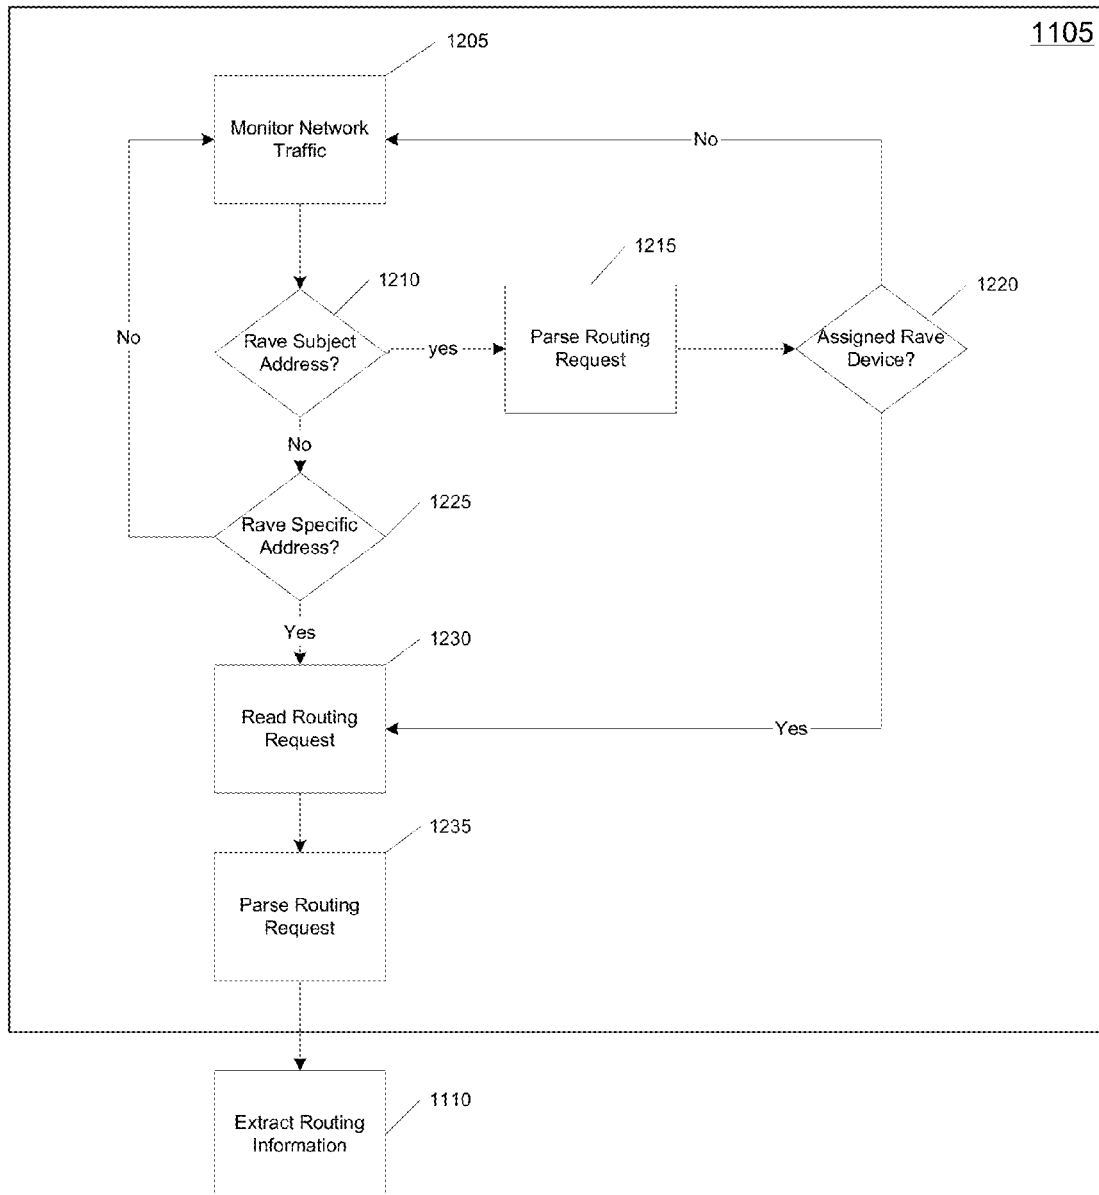 1105
1205
Monitor Network
Traffic
No
1215
1210
1220
No
Rave Subject
Address?
yes
Parse Routing
Request
Assigned Rave
Device?
No
1225
Rave Specific
Address?
Yes
1230
Read Routing
Request
Yes
1235
Parse Routing
Request
1110
Extract Routing
Information